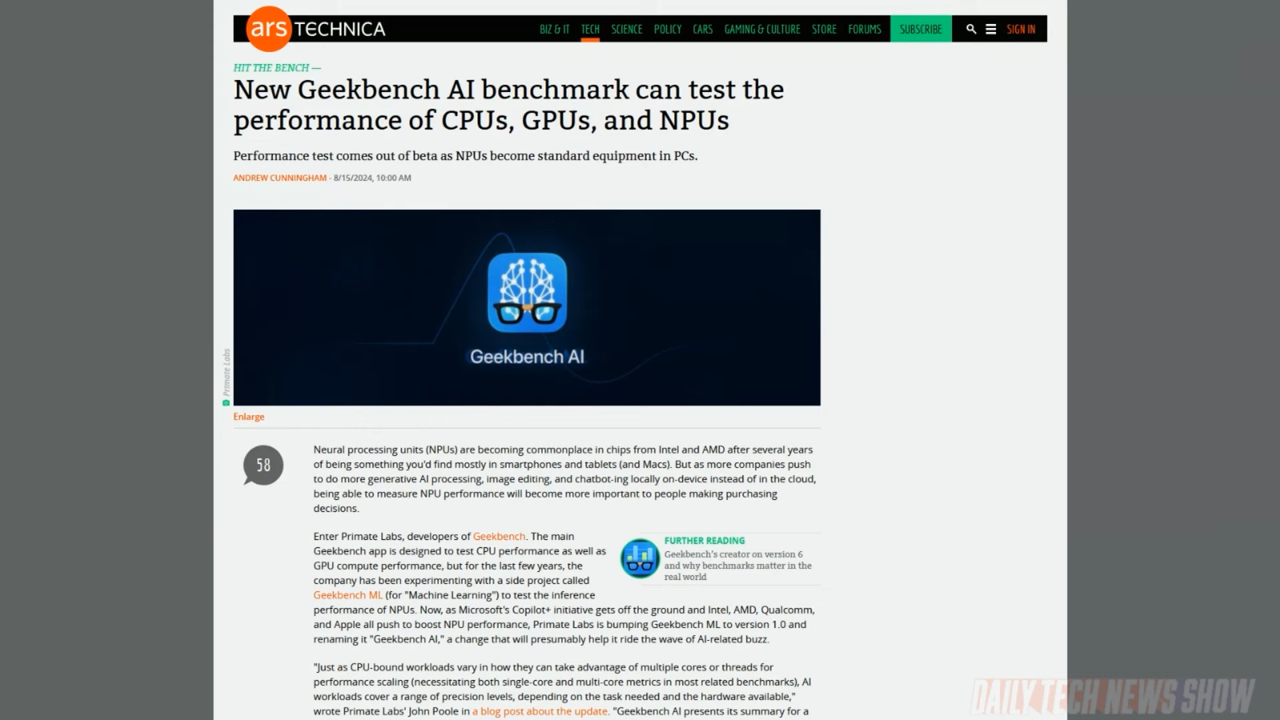 ars TECHNICA
BIZ & IT TECH SCIENCE POLICY CARS GAMING & CULTURE STORE FORUMS SUBSCRIBE SIGN IN
HIT THE BENCH —
New Geekbench AI benchmark can test the
performance of CPUs, GPUs, and NPUs
Performance test comes out of beta as NPUs become standard equipment in PCs.
ANDREW CUNNINGHAM - 8/15/2024, 10:00 AM
Geekbench AI
Primate Labs
Enlarge
58
Neural processing units (NPUs) are becoming commonplace in chips from Intel and AMD after several years
of being something you'd find mostly in smartphones and tablets (and Macs). But as more companies push
to do more generative AI processing, image editing, and chatbot-ing locally on-device instead of in the cloud,
being able to measure NPU performance will become more important to people making purchasing
decisions.
Enter Primate Labs, developers of Geekbench. The main
Geekbench app is designed to test CPU performance as well as
GPU compute performance, but for the last few years, the
company has been experimenting with a side project called
Geekbench ML (for "Machine Learning") to test the inference
performance of NPUs. Now, as Microsoft's Copilot+ initiative gets off the ground and Intel, AMD, Qualcomm,
and Apple all push to boost NPU performance, Primate Labs is bumping Geekbench ML to version 1.0 and
renaming it "Geekbench AI," a change that will presumably help it ride the wave of AI-related buzz.
FURTHER READING
Geekbench's creator on version 6
and why benchmarks matter in the
real world
"Just as CPU-bound workloads vary in how they can take advantage of multiple cores or threads for
performance scaling (necessitating both single-core and multi-core metrics in most related benchmarks), AI
workloads cover a range of precision levels, depending on the task needed and the hardware available,"
wrote Primate Labs' John Poole in a blog post about the update. "Geekbench AI presents its summary for a
DAILY TECH NEWS SHOW